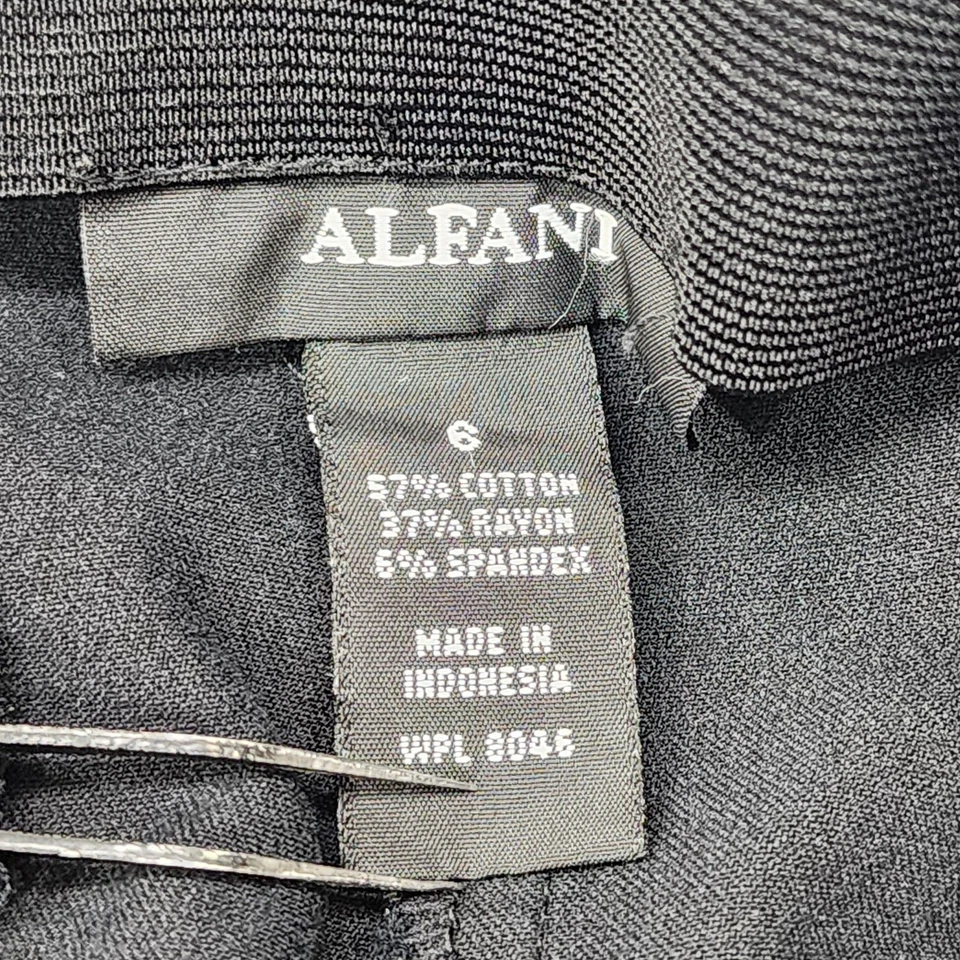 ALFANI
6
57% COTTON
37% RAYON
6% SPANDEX
MADE IN
INDONESIA
WPL 8046